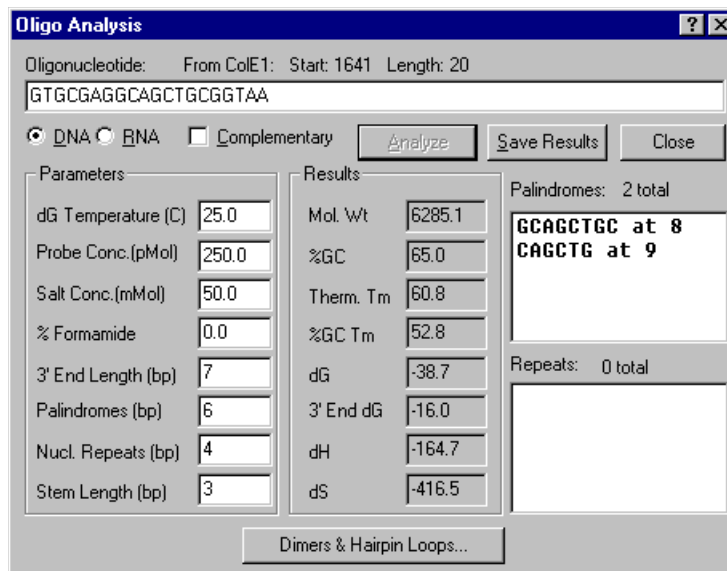 Oligo Analysis
Oligonucleotide: From ColE1: Start: 1641 Length: 20
GTGCGAGGCAGCTGCGGTAA
DNA RNA Complementary Analyze Save Results Close
Parameters
dG Temperature (C) 25.0
Probe Conc.(pMol) 250.0
Salt Conc.(mMol) 50.0
% Formamide 0.0
3' End Length (bp) 7
Palindromes (bp) 6
Nucl. Repeats (bp) 4
Stem Length (bp) 3
Results
Mol. Wt 6285.1
%GC 65.0
Therm. Tm 60.8
%GC Tm 52.8
dG -38.7
3' End dG -16.0
dH -164.7
dS -416.5
Palindromes: 2 total
GCAGCTGC at 8
CAGCTG at 9
Repeats: 0 total
Dimers & Hairpin Loops...